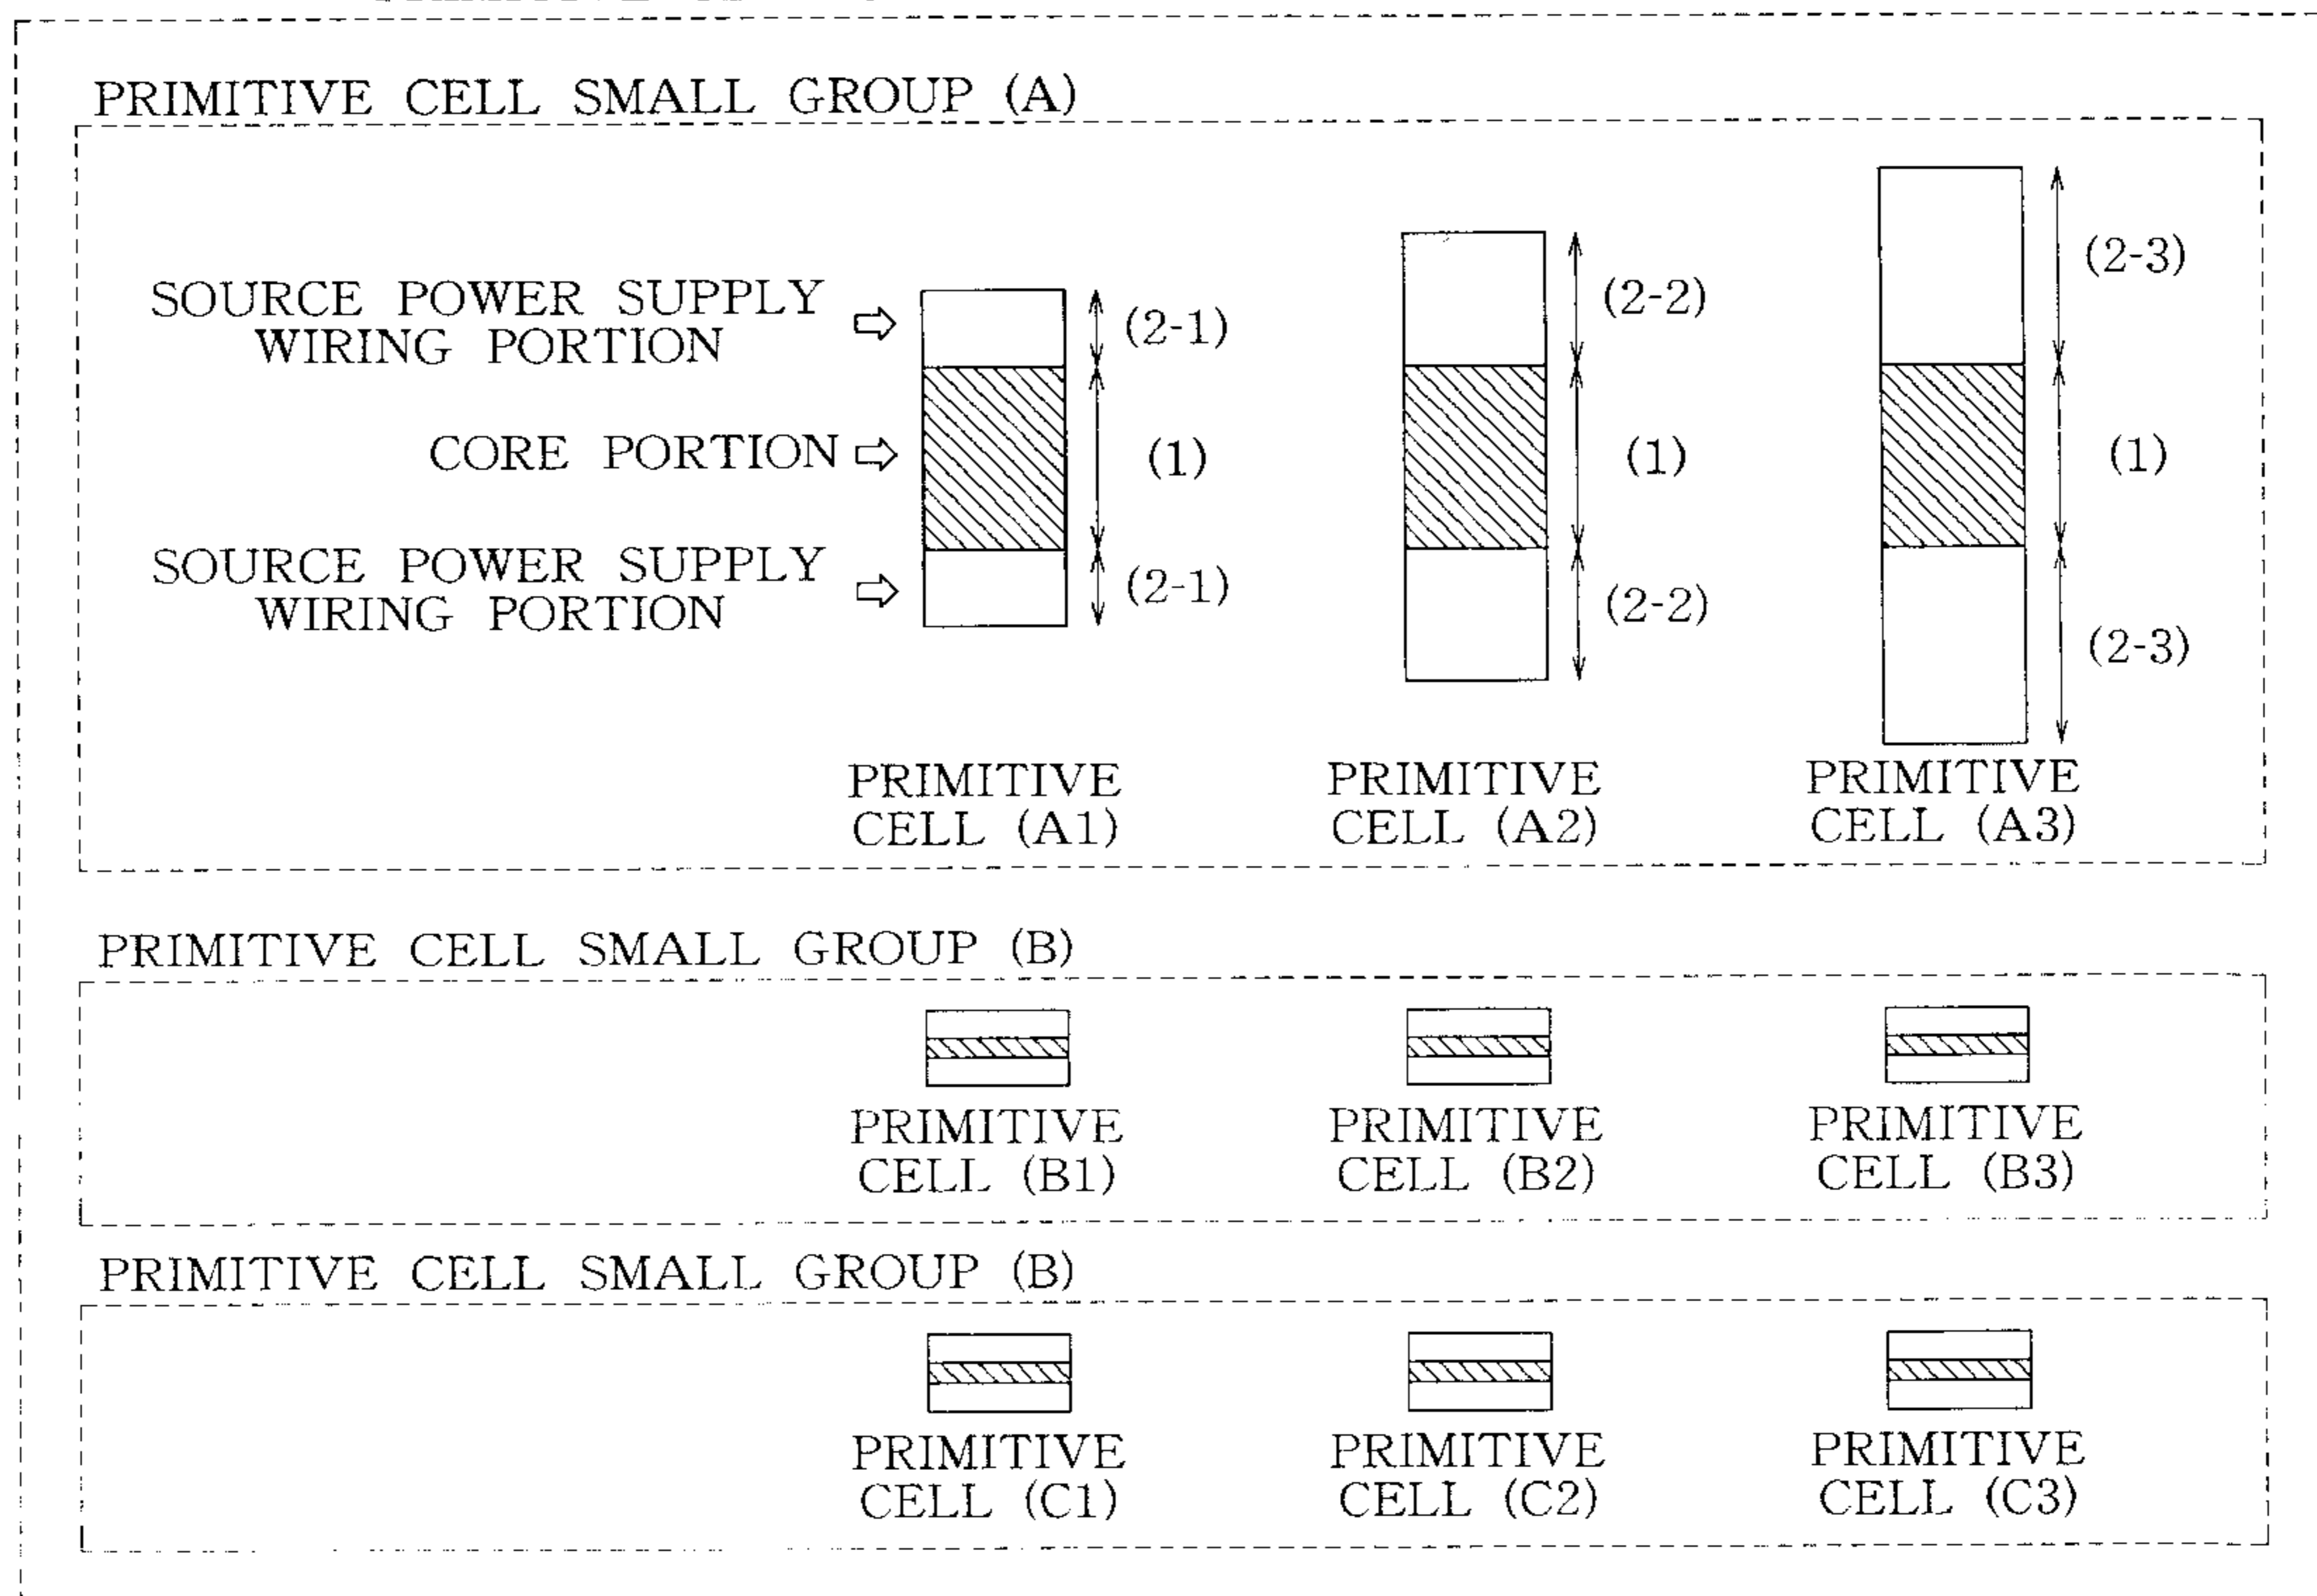 PRIMITIVE CELL SMALL GROUP (A)
SOURCE POWER SUPPLY
WIRING PORTION
CORE PORTION
SOURCE POWER SUPPLY
WIRING PORTION
(2-1)
(1)
(2-1)
(2-2)
(1)
(2-2)
(2-3)
(1)
(2-3)
PRIMITIVE
CELL (A1)
PRIMITIVE
CELL (A2)
PRIMITIVE
CELL (A3)
PRIMITIVE CELL SMALL GROUP (B)
PRIMITIVE
CELL (B1)
PRIMITIVE
CELL (B2)
PRIMITIVE
CELL (B3)
PRIMITIVE CELL SMALL GROUP (B)
PRIMITIVE
CELL (C1)
PRIMITIVE
CELL (C2)
PRIMITIVE
CELL (C3)